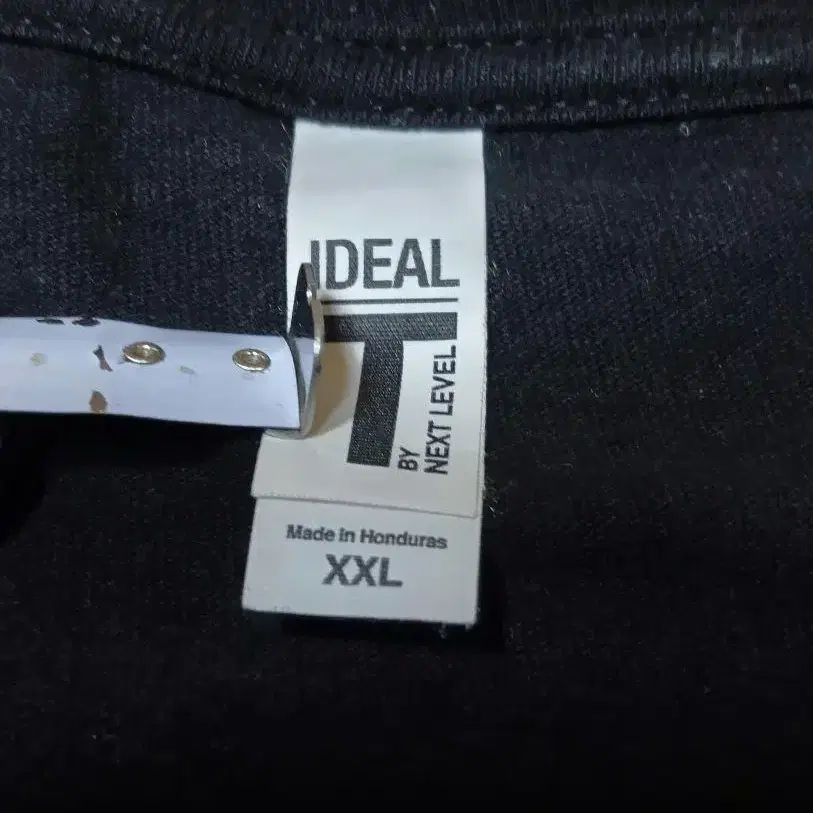 IDEAL
T
BY
NEXT LEVEL
Made in Honduras
XXL